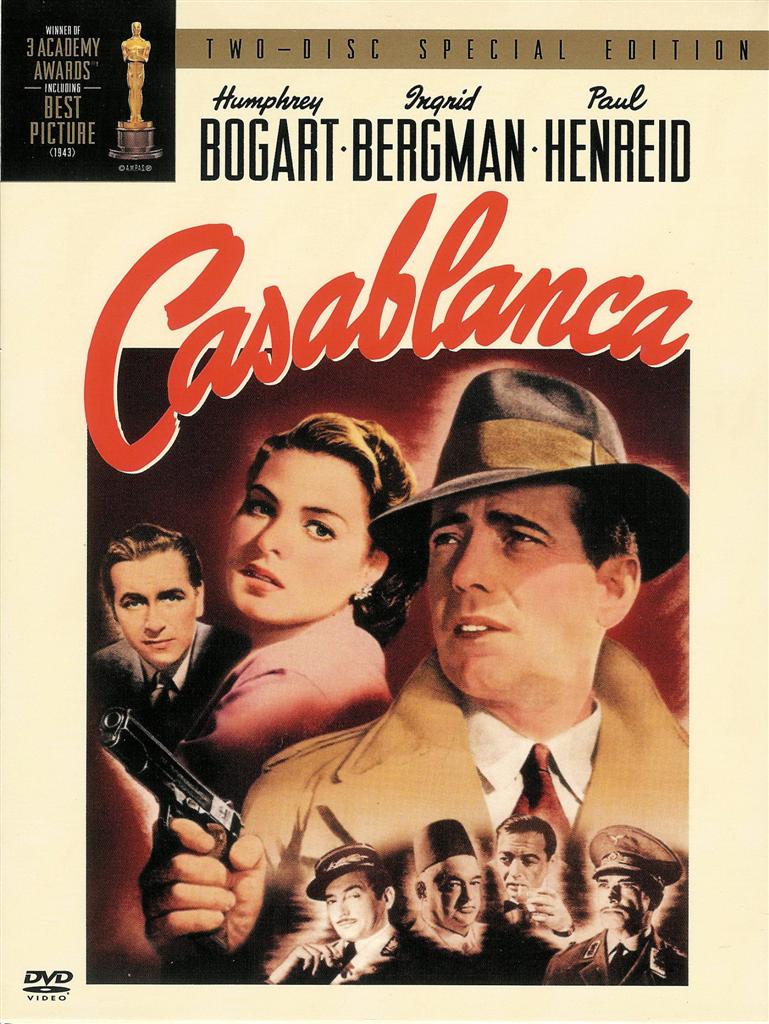 WINNER OF
3 ACADEMY
AWARDS
INCLUDING
BEST
PICTURE
(1943)
©A.M.P.A.S.®
TWO-DISC SPECIAL EDITION
Humphrey Ingrid Paul
BOGART · BERGMAN · HENREID
Casablanca
DVD
VIDEO